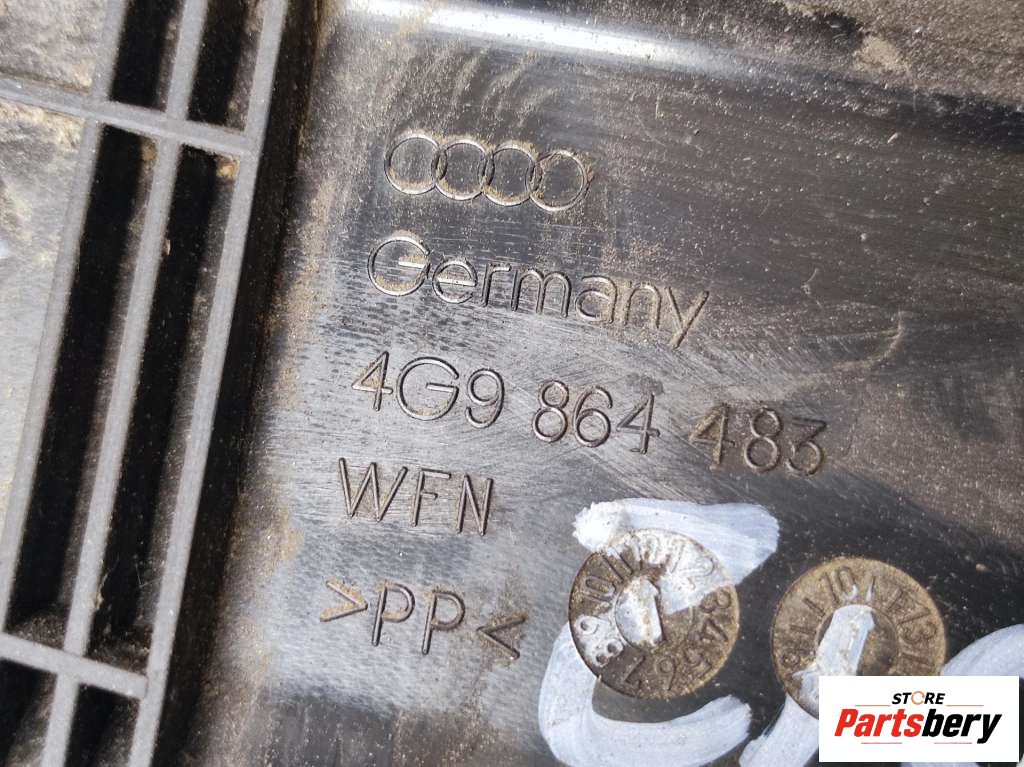 Germany
4G9 864 483
WFN
>PP<
STORE
Partsbery